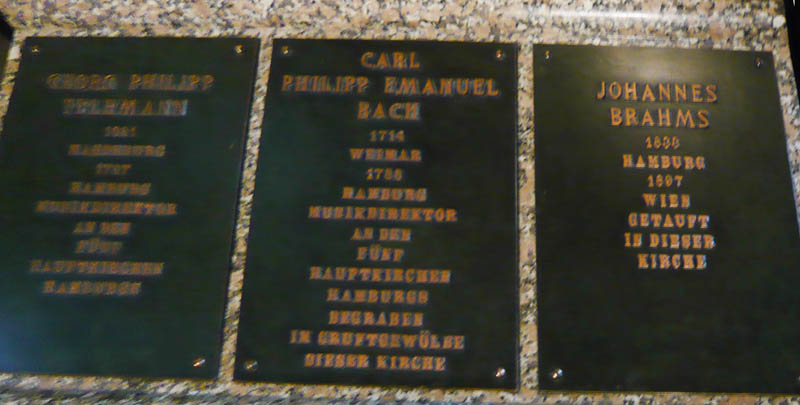 GEORG PHILIPP
TELEMANN
1681
MAGDEBURG
1767
HAMBURG
MUSIKDIREKTOR
AN DEN
FÜNF
HAUPTKIRCHEN
HAMBURGS
CARL
PHILIPP EMANUEL
BACH
1714
WEIMAR
1788
HAMBURG
MUSIKDIREKTOR
AN DEN
FÜNF
HAUPTKIRCHEN
HAMBURGS
BEGRABEN
IM GRUFTGEWÖLBE
DIESER KIRCHE
JOHANNES
BRAHMS
1833
HAMBURG
1897
WIEN
GETAUFT
IN DIESER
KIRCHE